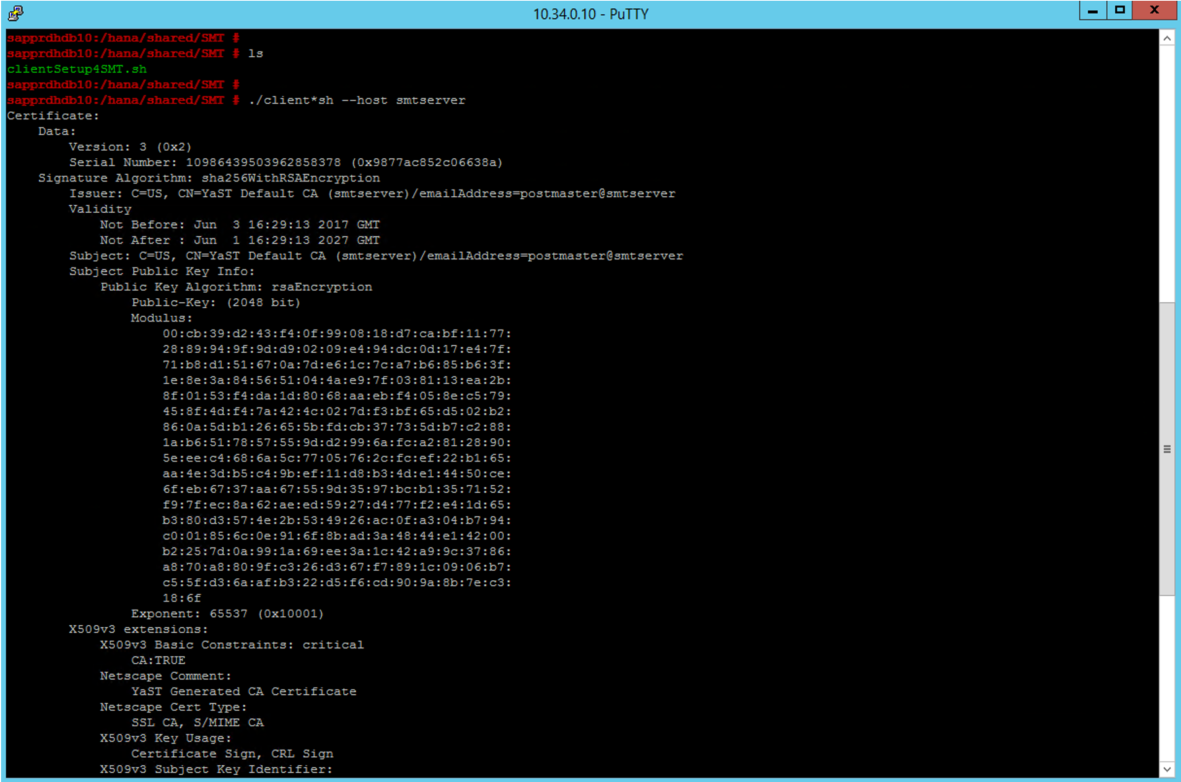 10.34.0.10 - PuTTY
sapprdhdb10:/hana/shared/SMT #
sapprdhdb10:/hana/shared/SMT # ls
clientSetup4SMT.sh
sapprdhdb10:/hana/shared/SMT #
sapprdhdb10:/hana/shared/SMT # ./client*sh --host smtserver
Certificate:
    Data:
        Version: 3 (0x2)
        Serial Number: 10986439503962858378 (0x9877ac852c06638a)
    Signature Algorithm: sha256WithRSAEncryption
        Issuer: C=US, CN=YaST Default CA (smtserver)/emailAddress=postmaster@smtserver
        Validity
            Not Before: Jun  3 16:29:13 2017 GMT
            Not After : Jun  1 16:29:13 2027 GMT
        Subject: C=US, CN=YaST Default CA (smtserver)/emailAddress=postmaster@smtserver
        Subject Public Key Info:
            Public Key Algorithm: rsaEncryption
                Public-Key: (2048 bit)
                Modulus:
                    00:cb:39:d2:43:f4:0f:99:08:18:d7:ca:bf:11:77:
                    28:89:94:9f:9d:d9:02:09:e4:94:dc:0d:17:e4:7f:
                    71:b8:d1:51:67:0a:7d:e6:1c:7c:a7:b6:85:b6:3f:
                    1e:8e:3a:84:56:51:04:4a:e9:7f:03:81:13:ea:2b:
                    8f:01:53:f4:da:1d:80:68:aa:eb:f4:05:8e:c5:79:
                    45:8f:4d:f4:7a:42:4c:02:7d:f3:bf:65:d5:02:b2:
                    86:0a:5d:b1:26:65:5b:fd:cb:37:73:5d:b7:c2:88:
                    1a:b6:51:78:57:55:9d:d2:99:6a:fc:a2:81:28:90:
                    5e:ee:c4:68:6a:5c:77:05:76:2c:fc:ef:22:b1:65:
                    aa:4e:3d:b5:c4:9b:ef:11:d8:b3:4d:e1:44:50:ce:
                    6f:eb:67:37:aa:67:55:9d:35:97:bc:b1:35:71:52:
                    f9:7f:ec:8a:62:ae:ed:59:27:d4:77:f2:e4:1d:65:
                    b3:80:d3:57:4e:2b:53:49:26:ac:0f:a3:04:b7:94:
                    c0:01:85:6c:0e:91:6f:8b:ad:3a:48:44:e1:42:00:
                    b2:25:7d:0a:99:1a:69:ee:3a:1c:42:a9:9c:37:86:
                    a8:70:a8:80:9f:c3:26:d3:67:f7:89:1c:09:06:b7:
                    c5:5f:d3:6a:af:b3:22:d5:f6:cd:90:9a:8b:7e:c3:
                    18:6f
                Exponent: 65537 (0x10001)
        X509v3 extensions:
            X509v3 Basic Constraints: critical
                CA:TRUE
            Netscape Comment:
                YaST Generated CA Certificate
            Netscape Cert Type:
                SSL CA, S/MIME CA
            X509v3 Key Usage:
                Certificate Sign, CRL Sign
            X509v3 Subject Key Identifier: